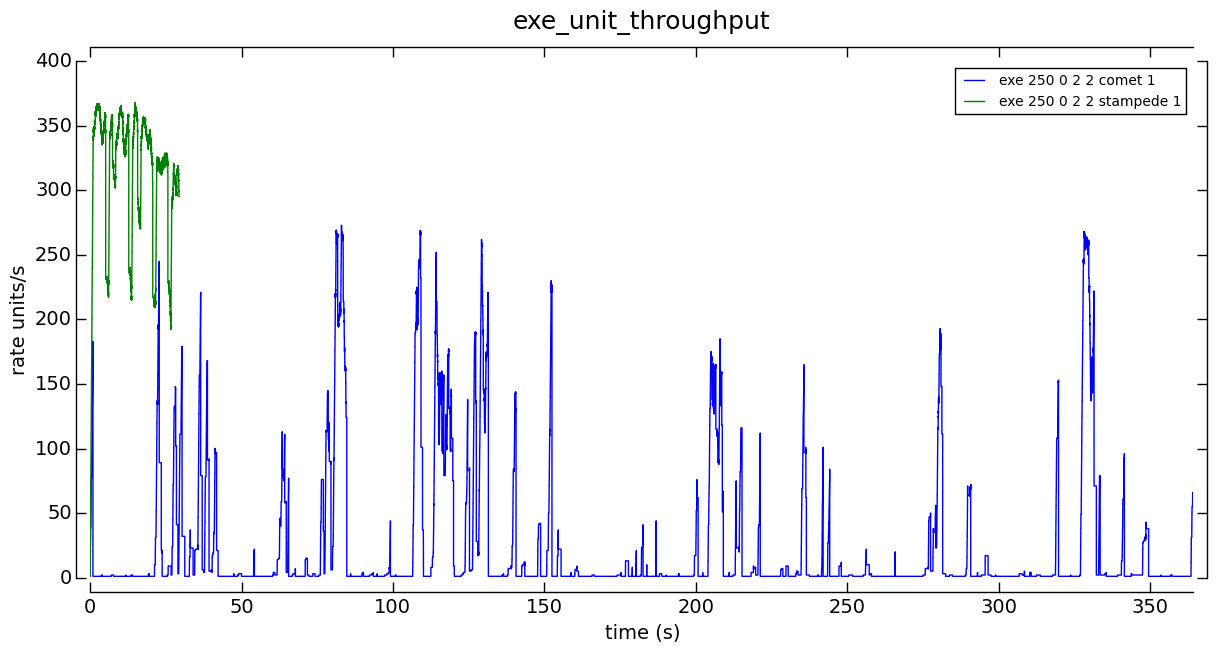 exe_unit_throughput
400
350
300
250
200
150
100
50
0
rate units/s
exe 250 0 2 2 comet 1
exe 250 0 2 2 stampede 1
0 50 100 150 200 250 300 350
time (s)